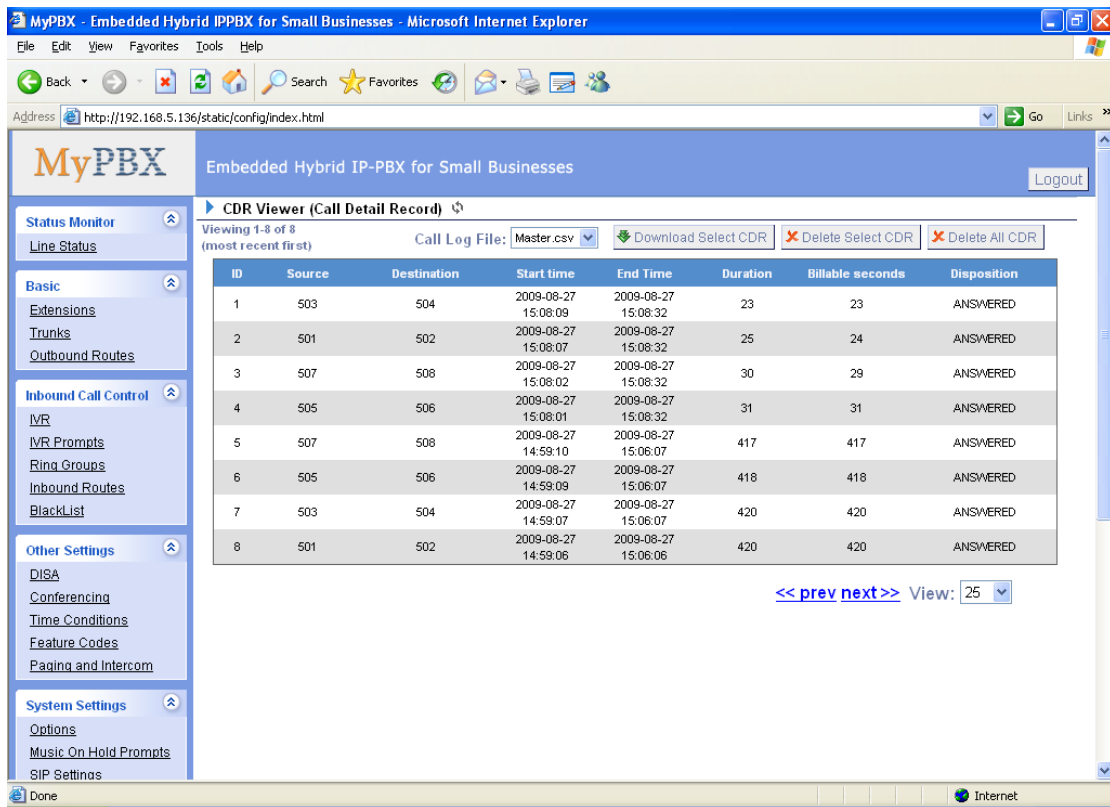 MyPBX - Embedded Hybrid IPPBX for Small Businesses - Microsoft Internet Explorer
File Edit View Favorites Tools Help
Back Search Favorites
Address http://192.168.5.136/static/config/index.html Go Links »
MyPBX Embedded Hybrid IP-PBX for Small Businesses
Logout
Status Monitor
Line Status
Basic
Extensions
Trunks
Outbound Routes
Inbound Call Control
IVR
IVR Prompts
Ring Groups
Inbound Routes
BlackList
Other Settings
DISA
Conferencing
Time Conditions
Feature Codes
Paging and Intercom
System Settings
Options
Music On Hold Prompts
SIP Settings
CDR Viewer (Call Detail Record)
Viewing 1-8 of 8
(most recent first)
Call Log File: Master.csv Download Select CDR Delete Select CDR Delete All CDR
ID Source Destination Start time End Time Duration Billable seconds Disposition
1 503 504 2009-08-27 15:08:09 2009-08-27 15:08:32 23 23 ANSWERED
2 501 502 2009-08-27 15:08:07 2009-08-27 15:08:32 25 24 ANSWERED
3 507 508 2009-08-27 15:08:02 2009-08-27 15:08:32 30 29 ANSWERED
4 505 506 2009-08-27 15:08:01 2009-08-27 15:08:32 31 31 ANSWERED
5 507 508 2009-08-27 14:59:10 2009-08-27 15:06:07 417 417 ANSWERED
6 505 506 2009-08-27 14:59:09 2009-08-27 15:06:07 418 418 ANSWERED
7 503 504 2009-08-27 14:59:07 2009-08-27 15:06:07 420 420 ANSWERED
8 501 502 2009-08-27 14:59:06 2009-08-27 15:06:06 420 420 ANSWERED
<< prev next >> View: 25
Done Internet